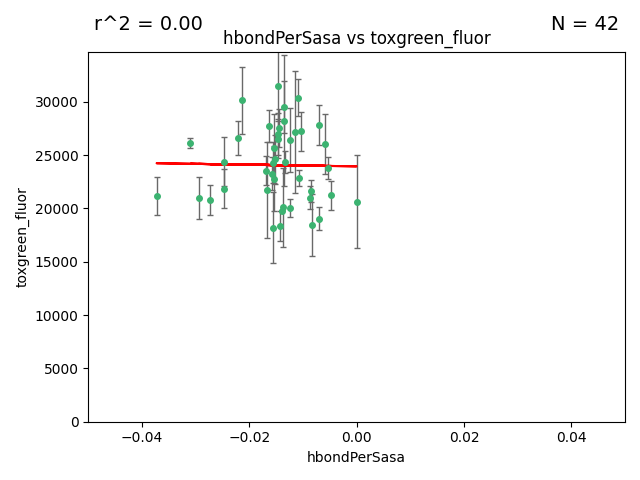 r^2 = 0.00
N = 42
hbondPerSasa vs toxgreen_fluor
30000
25000
20000
15000
10000
5000
0
toxgreen_fluor
−0.04
−0.02
0.00
0.02
0.04
hbondPerSasa